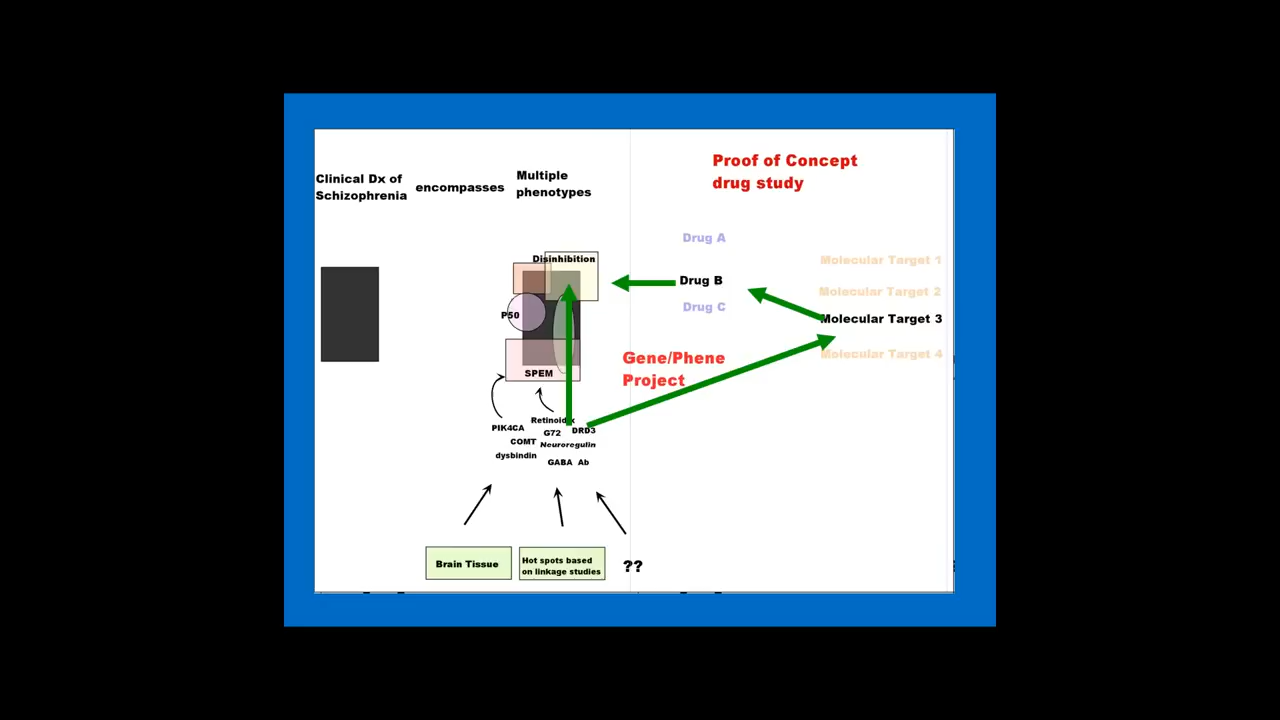 Proof of Concept
drug study
Clinical Dx of
Schizophrenia
encompasses
Multiple
phenotypes
Drug A
Disinhibition
Molecular Target 1
Drug B
Molecular Target 2
Drug C
P50
Molecular Target 3
Molecular Target 4
Gene/Phene
Project
SPEM
PIK4CA
COMT
dysbindin
G72
DRD3
Neuroregulin
GABA Ab
Brain Tissue
Hot spots based
on linkage studies
??